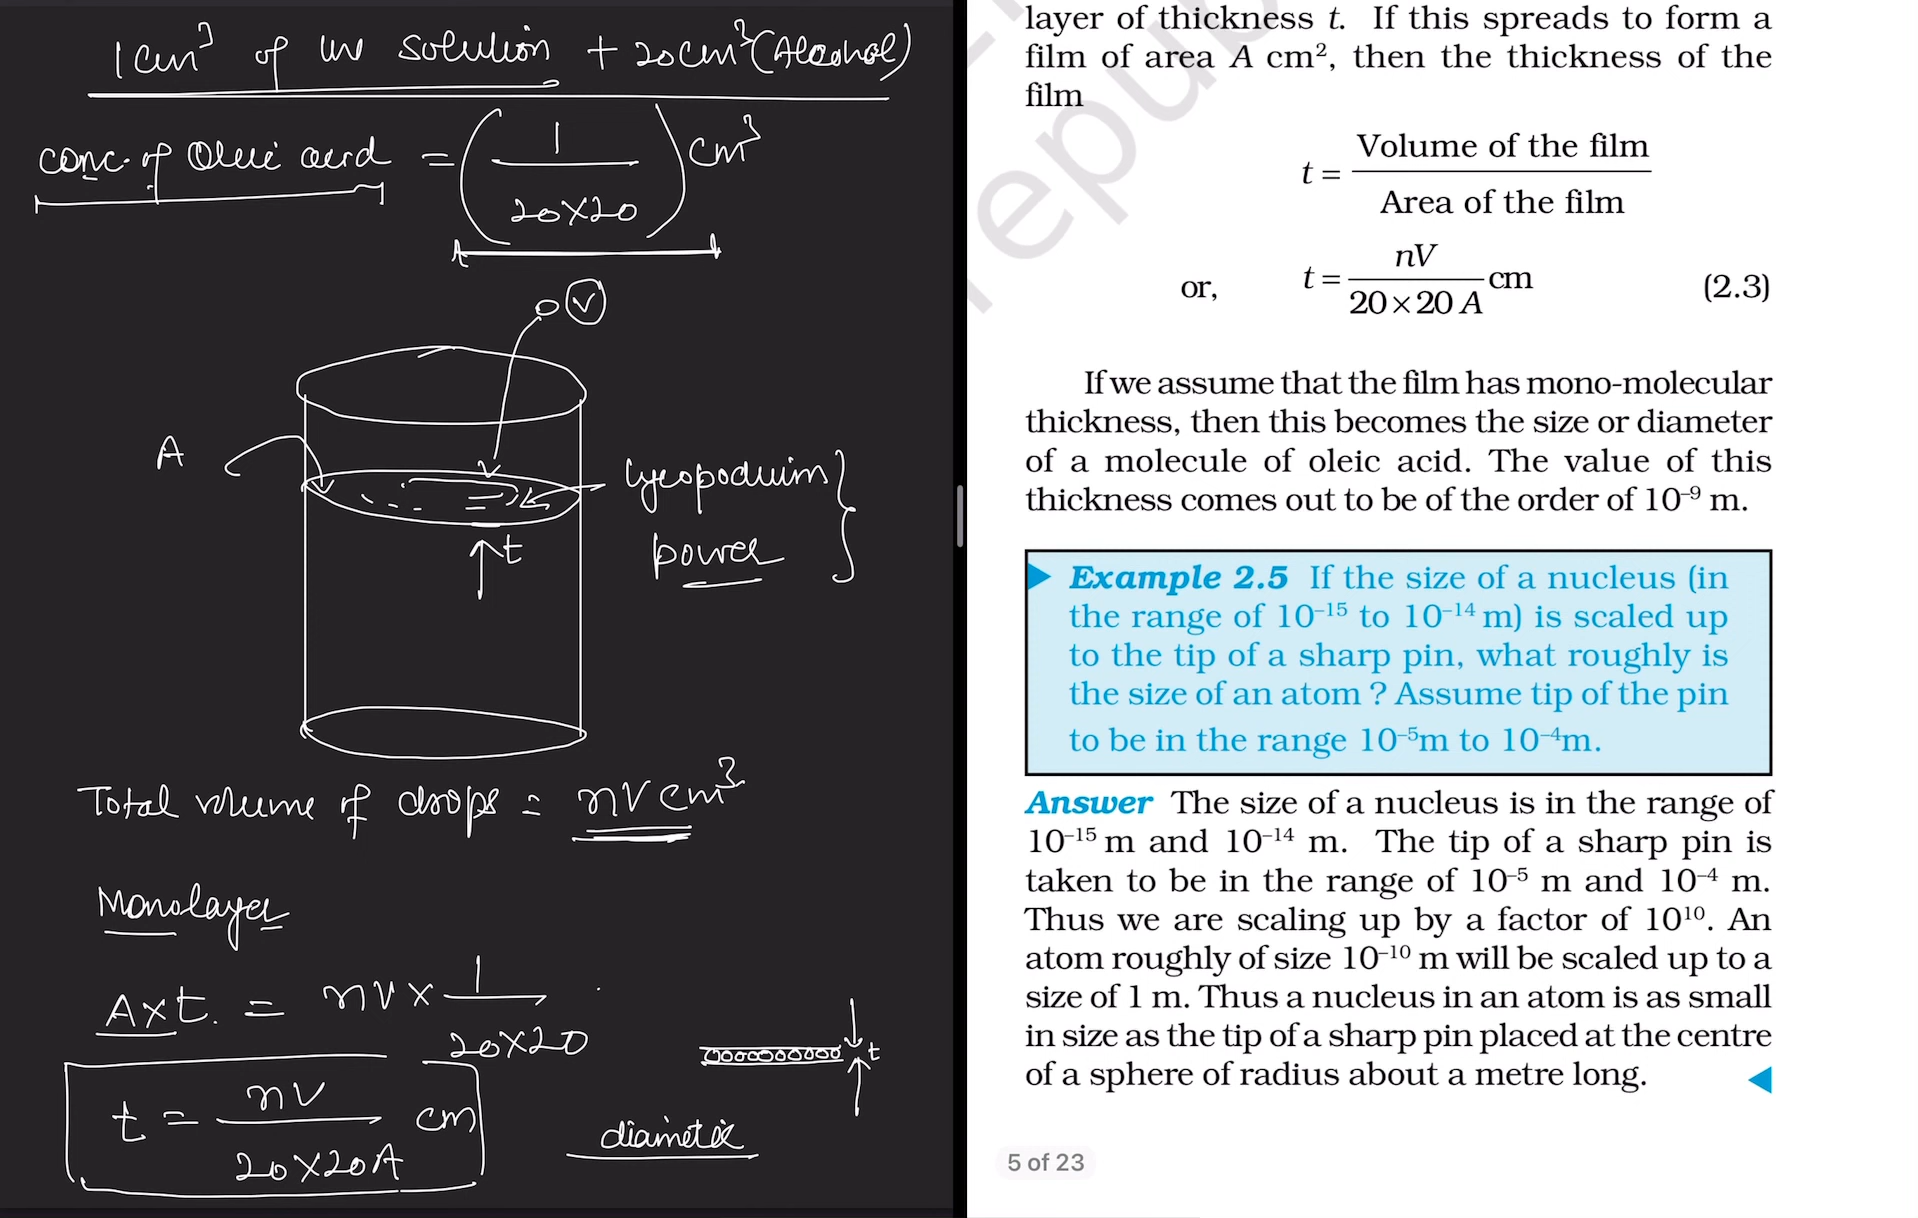 1 cm³ of the solution + 20 cm³ (Alcohol)
conc. of Oleic acid = ( 1 / 20×20 ) cm³
V
A
lycopoduim
power
t
Total volume of drops = nV cm³
Monolayer
A×t. = nV × 1 / 20×20
t
t = nV / 20×20A cm
diameter
layer of thickness t. If this spreads to form a
film of area A cm², then the thickness of the
film
t = Volume of the film / Area of the film
or, t = nV / 20×20 A cm (2.3)
If we assume that the film has mono-molecular
thickness, then this becomes the size or diameter
of a molecule of oleic acid. The value of this
thickness comes out to be of the order of 10⁻⁹ m.
Example 2.5 If the size of a nucleus (in
the range of 10⁻¹⁵ to 10⁻¹⁴ m) is scaled up
to the tip of a sharp pin, what roughly is
the size of an atom ? Assume tip of the pin
to be in the range 10⁻⁵m to 10⁻⁴m.
Answer The size of a nucleus is in the range of
10⁻¹⁵ m and 10⁻¹⁴ m. The tip of a sharp pin is
taken to be in the range of 10⁻⁵ m and 10⁻⁴ m.
Thus we are scaling up by a factor of 10¹⁰. An
atom roughly of size 10⁻¹⁰ m will be scaled up to a
size of 1 m. Thus a nucleus in an atom is as small
in size as the tip of a sharp pin placed at the centre
of a sphere of radius about a metre long.
5 of 23